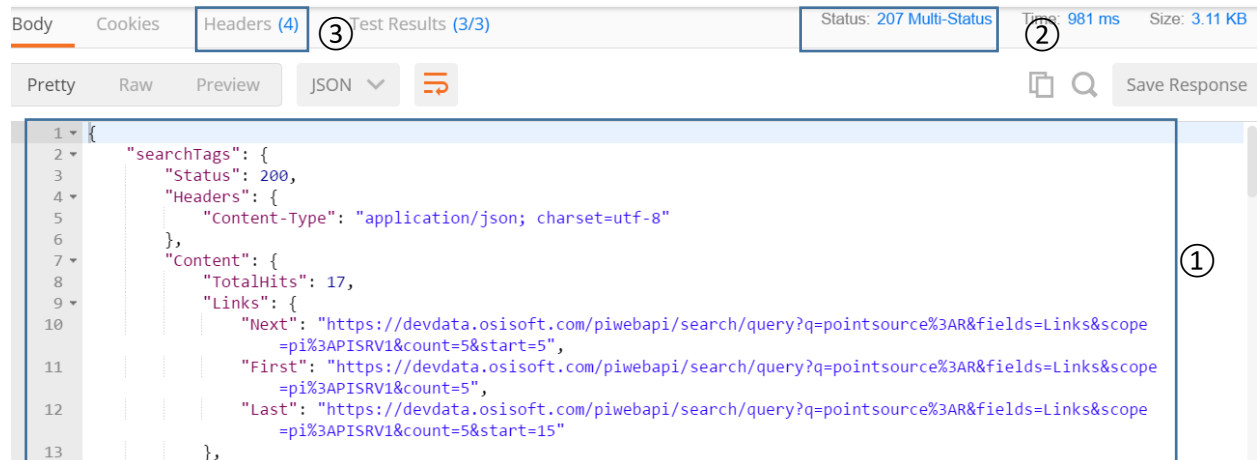 Body Cookies Headers (4) ③ Test Results (3/3) Status: 207 Multi-Status Time: 981 ms Size: 3.11 KB
②
Pretty Raw Preview JSON Save Response
1 {
2 "searchTags": {
3 "Status": 200,
4 "Headers": {
5 "Content-Type": "application/json; charset=utf-8"
6 },
7 "Content": {
①
8 "TotalHits": 17,
9 "Links": {
10 "Next": "https://devdata.osisoft.com/piwebapi/search/query?q=pointsource%3AR&fields=Links&scope
=pi%3APISRV1&count=5&start=5",
11 "First": "https://devdata.osisoft.com/piwebapi/search/query?q=pointsource%3AR&fields=Links&scope
=pi%3APISRV1&count=5",
12 "Last": "https://devdata.osisoft.com/piwebapi/search/query?q=pointsource%3AR&fields=Links&scope
=pi%3APISRV1&count=5&start=15"
13 },